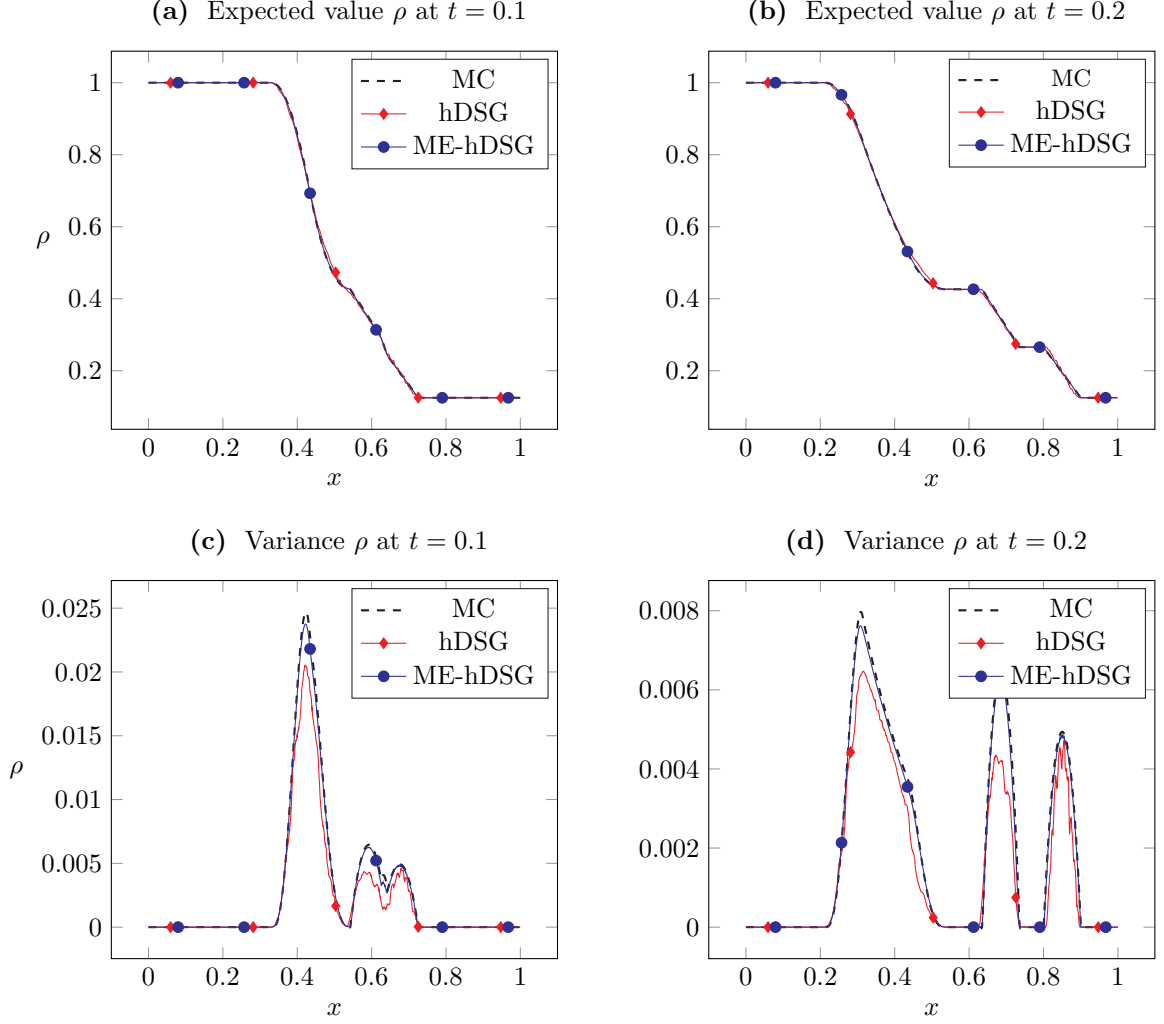 (a) Expected value ρ at t = 0.1
(b) Expected value ρ at t = 0.2
MC
hDSG
ME-hDSG
1
0.8
0.6
0.4
0.2
ρ
0 0.2 0.4 0.6 0.8 1
x
MC
hDSG
ME-hDSG
1
0.8
0.6
0.4
0.2
0 0.2 0.4 0.6 0.8 1
x
(c) Variance ρ at t = 0.1
(d) Variance ρ at t = 0.2
MC
hDSG
ME-hDSG
0.025
0.02
0.015
0.01
0.005
0
ρ
0 0.2 0.4 0.6 0.8 1
x
MC
hDSG
ME-hDSG
0.008
0.006
0.004
0.002
0
0 0.2 0.4 0.6 0.8 1
x